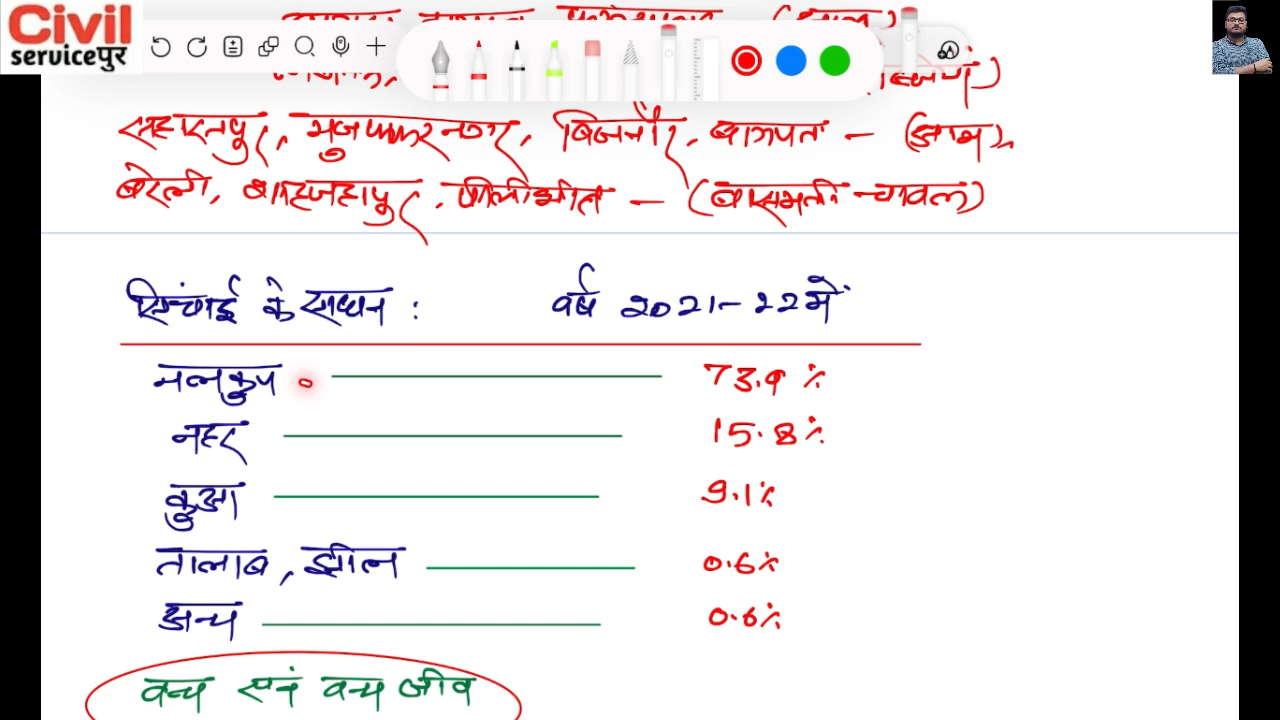 Civil
serviceपुर
सहारनपुर, मुजफ्फरनगर, बिजनौर, बागपत – (आम),
बरेली, शाहजहापुर, पीलीभीत – (बासमती चावल)
सिंचाई के साधन : वर्ष 2021-22 में
नलकूप 73.9 %
नहर 15.8 %
कुआ 9.1 %
तालाब, झील 0.6 %
अन्य 0.6 %
वन्य एवं वन्य जीव